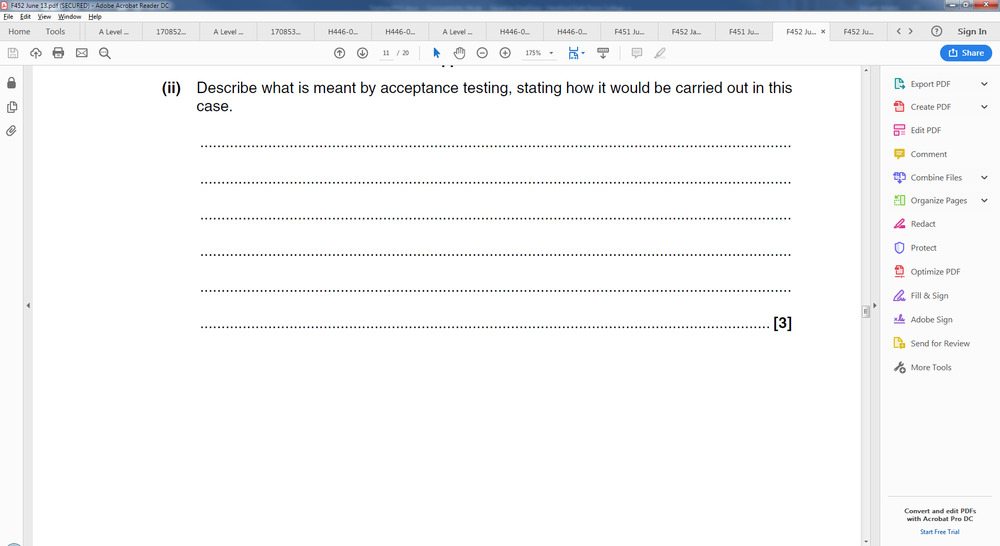 F452 June 13.pdf (SECURED) - Adobe Acrobat Reader DC
File Edit View Window Help
Home Tools A Level ... 170852... A Level ... 170853... H446-0... H446-0... A Level ... H446-0... H446-0... F451 Ju... F452 Ja... F451 Ju... F452 Ju... × F452 Ju... ? Sign In
11 / 20 175% Share
(ii) Describe what is meant by acceptance testing, stating how it would be carried out in this
case.
..........
..........
..........
..........
..........
.......... [3]
Export PDF
Create PDF
Edit PDF
Comment
Combine Files
Organize Pages
Redact
Protect
Optimize PDF
Fill & Sign
Adobe Sign
Send for Review
More Tools
Convert and edit PDFs
with Acrobat Pro DC
Start Free Trial